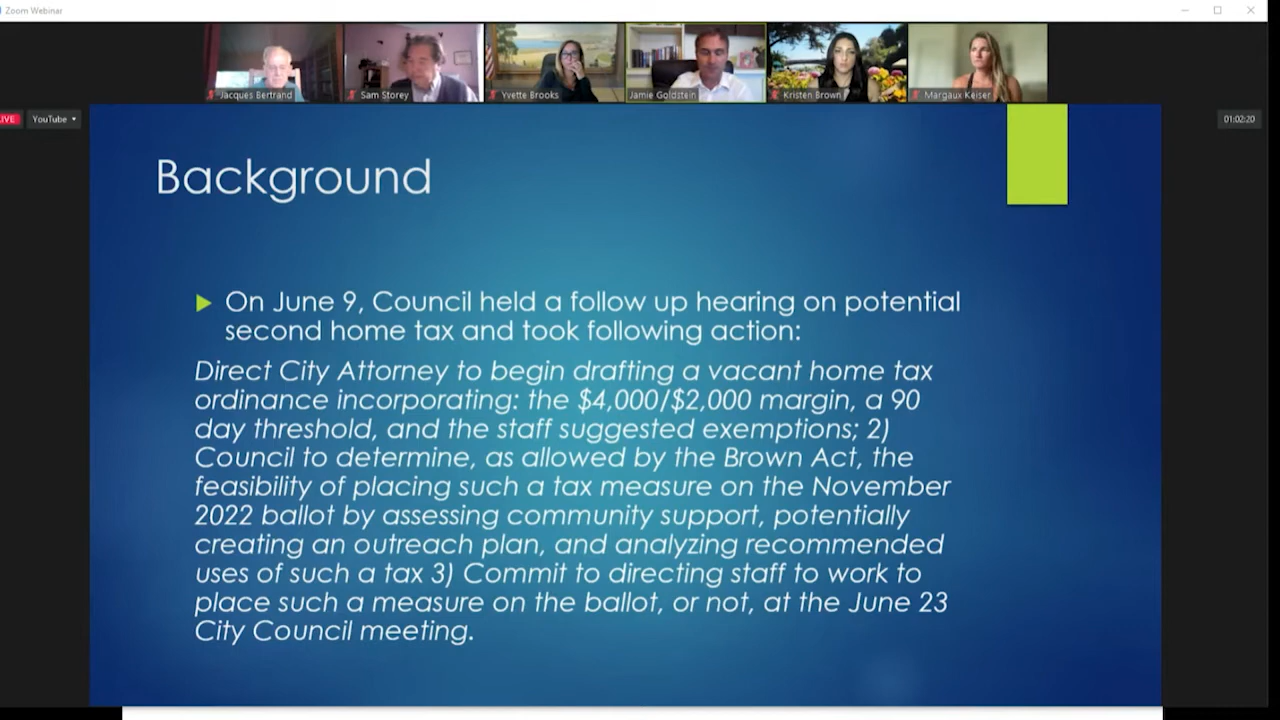 Zoom Webinar
Jacques Bertrand
Sam Storey
Yvette Brooks
Jamie Goldstein
Kristen Brown
Margaux Keiser
LIVE
YouTube
01:02:20
Background
On June 9, Council held a follow up hearing on potential
second home tax and took following action:
Direct City Attorney to begin drafting a vacant home tax
ordinance incorporating: the $4,000/$2,000 margin, a 90
day threshold, and the staff suggested exemptions; 2)
Council to determine, as allowed by the Brown Act, the
feasibility of placing such a tax measure on the November
2022 ballot by assessing community support, potentially
creating an outreach plan, and analyzing recommended
uses of such a tax 3) Commit to directing staff to work to
place such a measure on the ballot, or not, at the June 23
City Council meeting.